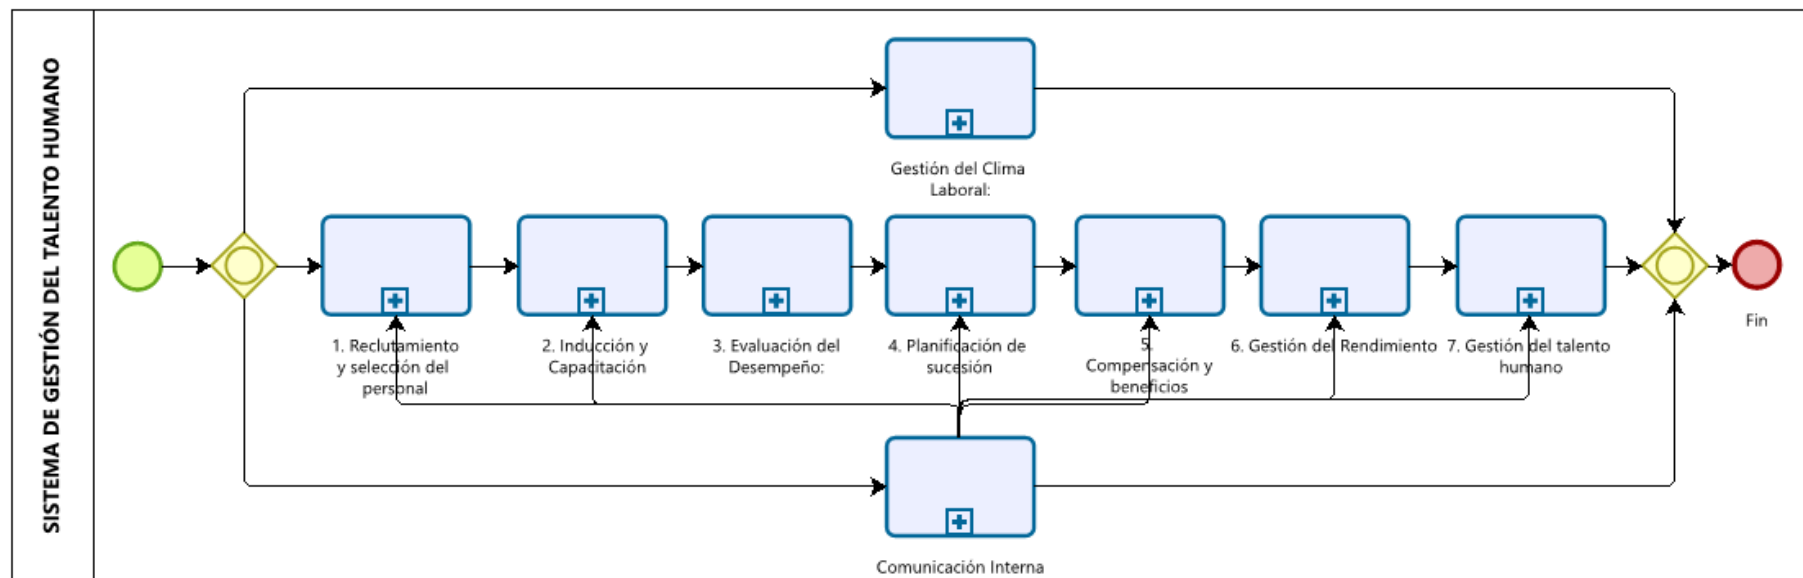 SISTEMA DE GESTIÓN DEL TALENTO HUMANO
Gestión del Clima
Laboral:
1. Reclutamiento
y selección del
personal
2. Inducción y
Capacitación
3. Evaluación del
Desempeño:
4. Planificación de
sucesión
5.
Compensación y
beneficios
6. Gestión del Rendimiento
7. Gestión del talento
humano
Fin
Comunicación Interna